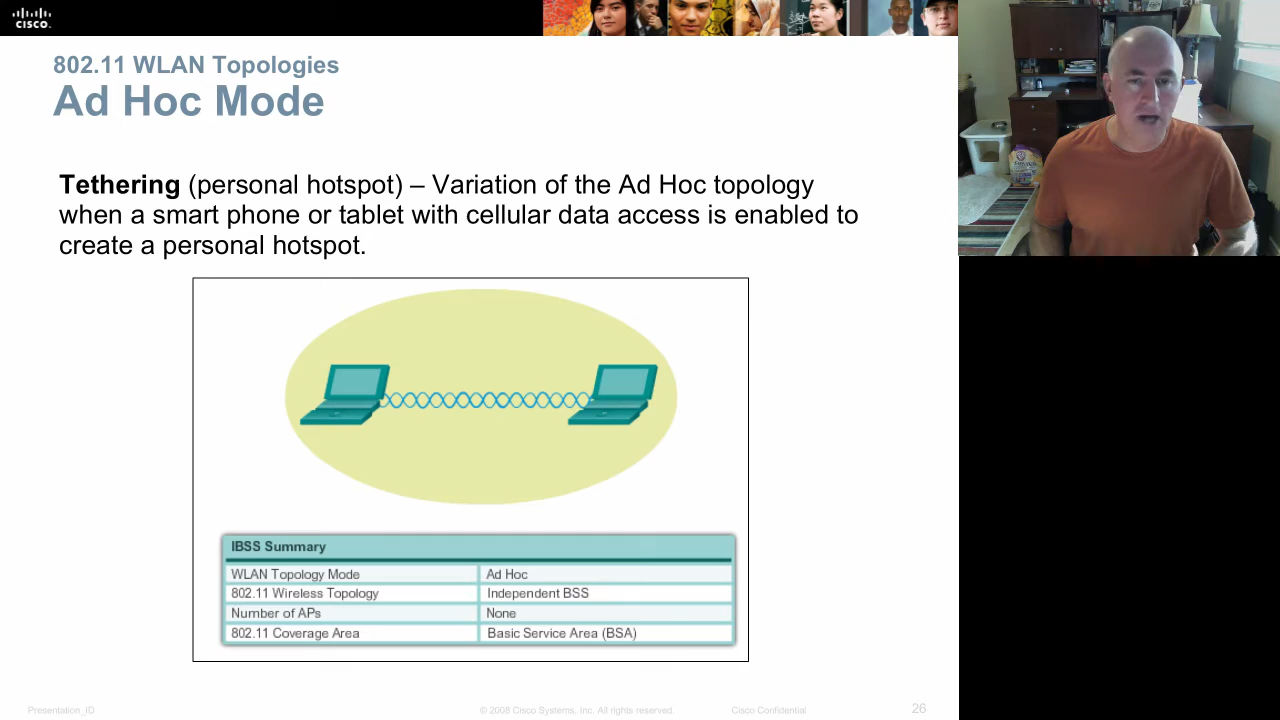 CISCO.
802.11 WLAN Topologies
Ad Hoc Mode
Tethering (personal hotspot) – Variation of the Ad Hoc topology
when a smart phone or tablet with cellular data access is enabled to
create a personal hotspot.
IBSS Summary
WLAN Topology Mode Ad Hoc
802.11 Wireless Topology Independent BSS
Number of APs None
802.11 Coverage Area Basic Service Area (BSA)
Presentation_ID © 2008 Cisco Systems, Inc. All rights reserved. Cisco Confidential 26